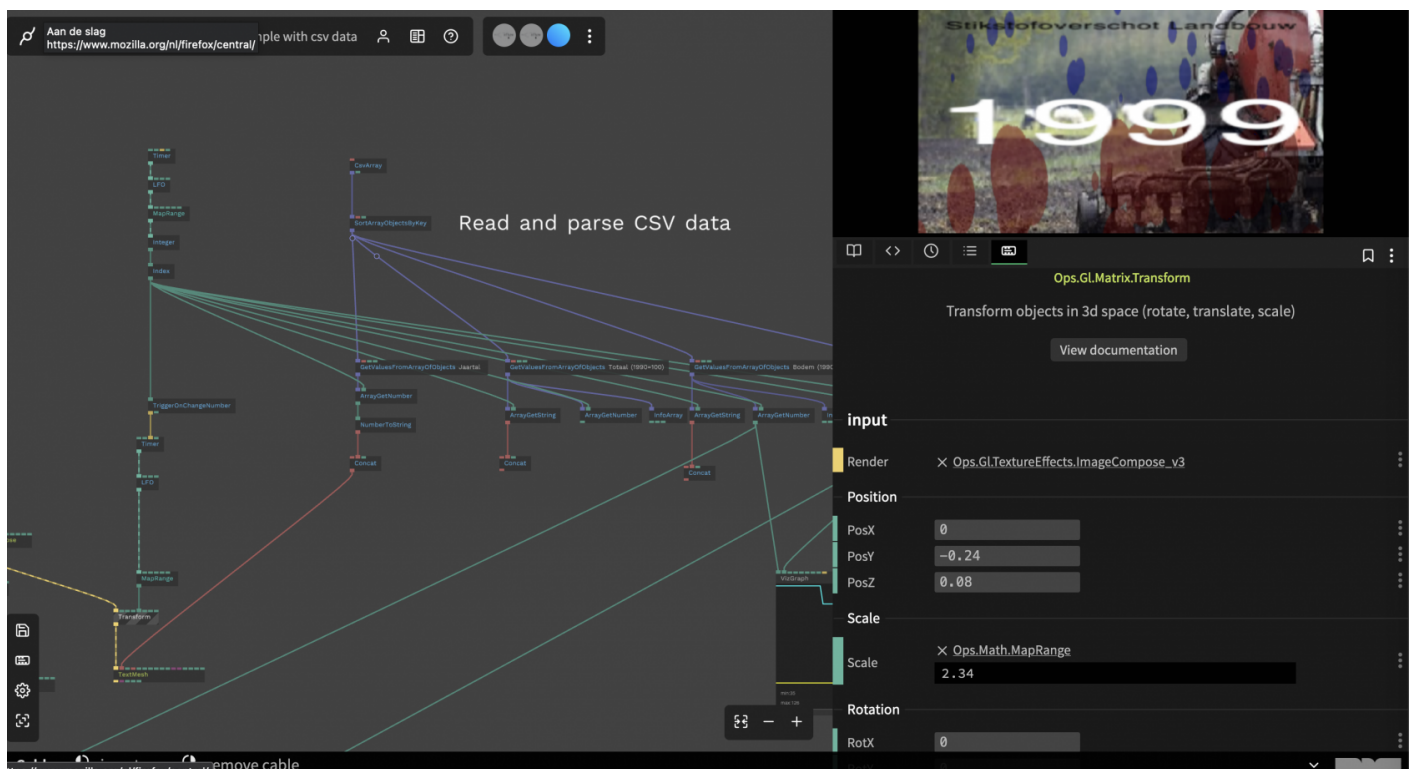 Aan de slag
https://www.mozilla.org/nl/firefox/central/
mple with csv data
Stikstofoverschot Landbouw
1999
Timer
LFO
MapRange
Integer
Index
CsvArray
SortArrayObjectsByKey
Read and parse CSV data
GetValuesFromArrayOfObjects Jaartal
GetValuesFromArrayOfObjects Totaal (1990=100)
GetValuesFromArrayOfObjects Bodem (1990
ArrayGetNumber
TriggerOnChangeNumber
ArrayGetString
ArrayGetNumber
InfoArray
ArrayGetString
ArrayGetNumber
In
NumberToString
Timer
Concat
Concat
Concat
LFO
MapRange
VizGraph
Transform
TextMesh
Ops.Gl.Matrix.Transform
Transform objects in 3d space (rotate, translate, scale)
View documentation
input
Render
Ops.Gl.TextureEffects.ImageCompose_v3
Position
PosX 0
PosY -0.24
PosZ 0.08
Scale
Scale
Ops.Math.MapRange
2.34
Rotation
RotX 0
emove cable